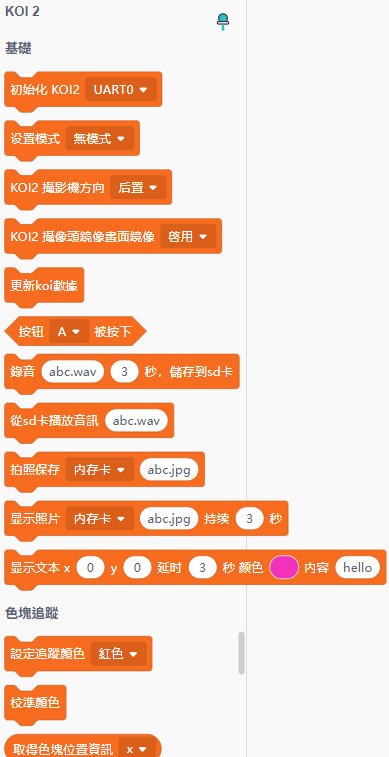 KOI 2
基礎
初始化 KOI2 UART0
设置模式 無模式
KOI2 攝影機方向 后置
KOI2 攝像頭鏡像畫面鏡像 啓用
更新koi數據
按钮 A 被按下
錄音 abc.wav 3 秒，儲存到sd卡
從sd卡播放音訊 abc.wav
拍照保存 内存卡 abc.jpg
显示照片 内存卡 abc.jpg 持续 3 秒
显示文本 x 0 y 0 延时 3 秒 颜色 内容 hello
色塊追蹤
設定追蹤顏色 紅色
校準顏色
取得色塊位置資訊 x